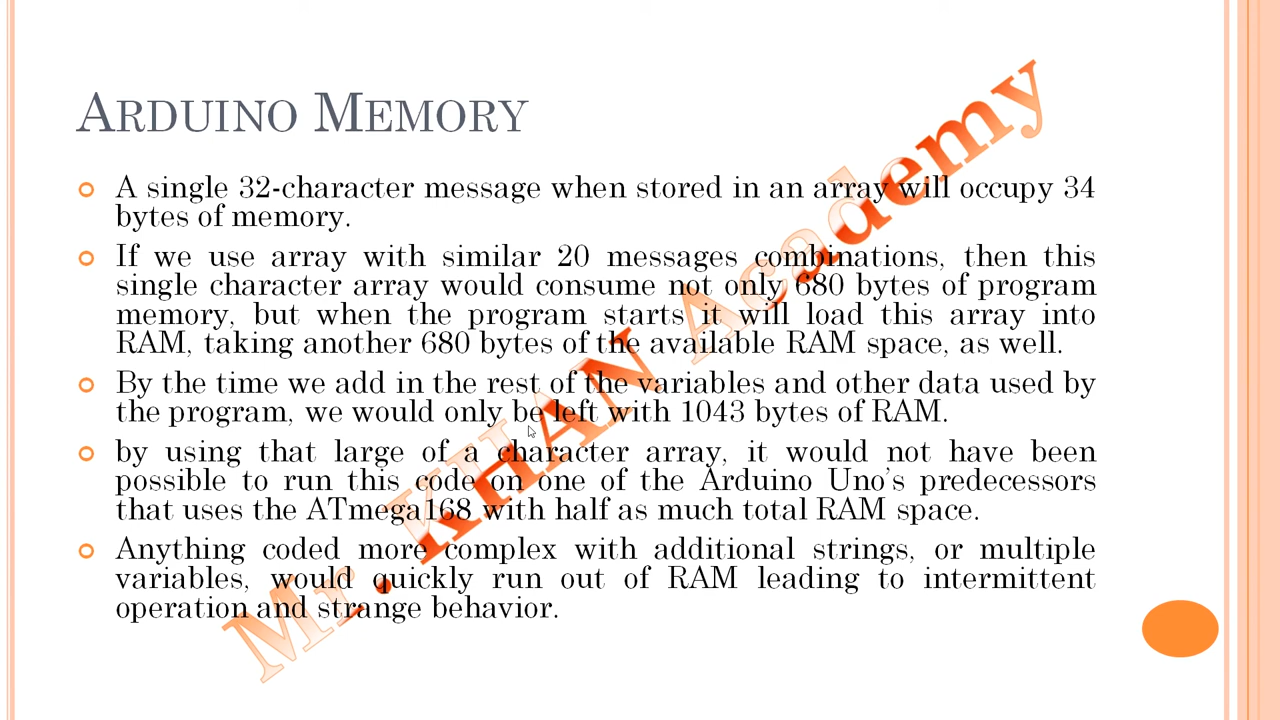 ARDUINO MEMORY
A single 32-character message when stored in an array will occupy 34
bytes of memory.
If we use array with similar 20 messages combinations, then this
single character array would consume not only 680 bytes of program
memory, but when the program starts it will load this array into
RAM, taking another 680 bytes of the available RAM space, as well.
By the time we add in the rest of the variables and other data used by
the program, we would only be left with 1043 bytes of RAM.
by using that large of a character array, it would not have been
possible to run this code on one of the Arduino Uno's predecessors
that uses the ATmega168 with half as much total RAM space.
Anything coded more complex with additional strings, or multiple
variables, would quickly run out of RAM leading to intermittent
operation and strange behavior.
Mr. KHAN Academy